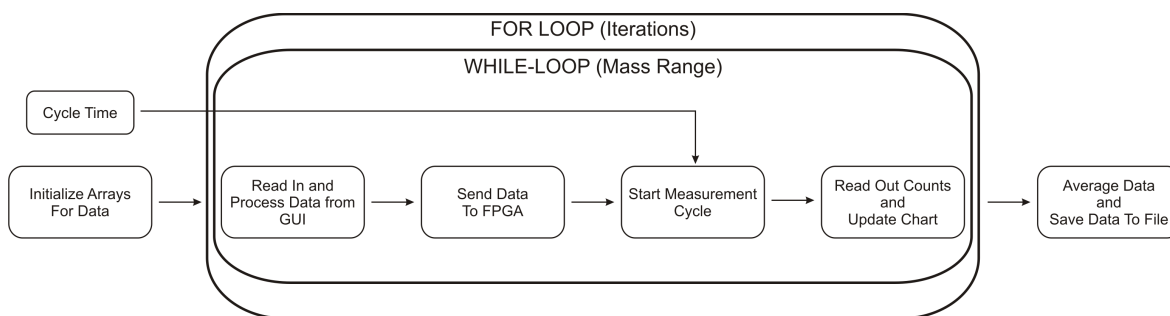 FOR LOOP (Iterations)
WHILE-LOOP (Mass Range)
Cycle Time
Initialize Arrays
For Data
Read In and
Process Data from
GUI
Send Data
To FPGA
Start Measurement
Cycle
Read Out Counts
and
Update Chart
Average Data
and
Save Data To File